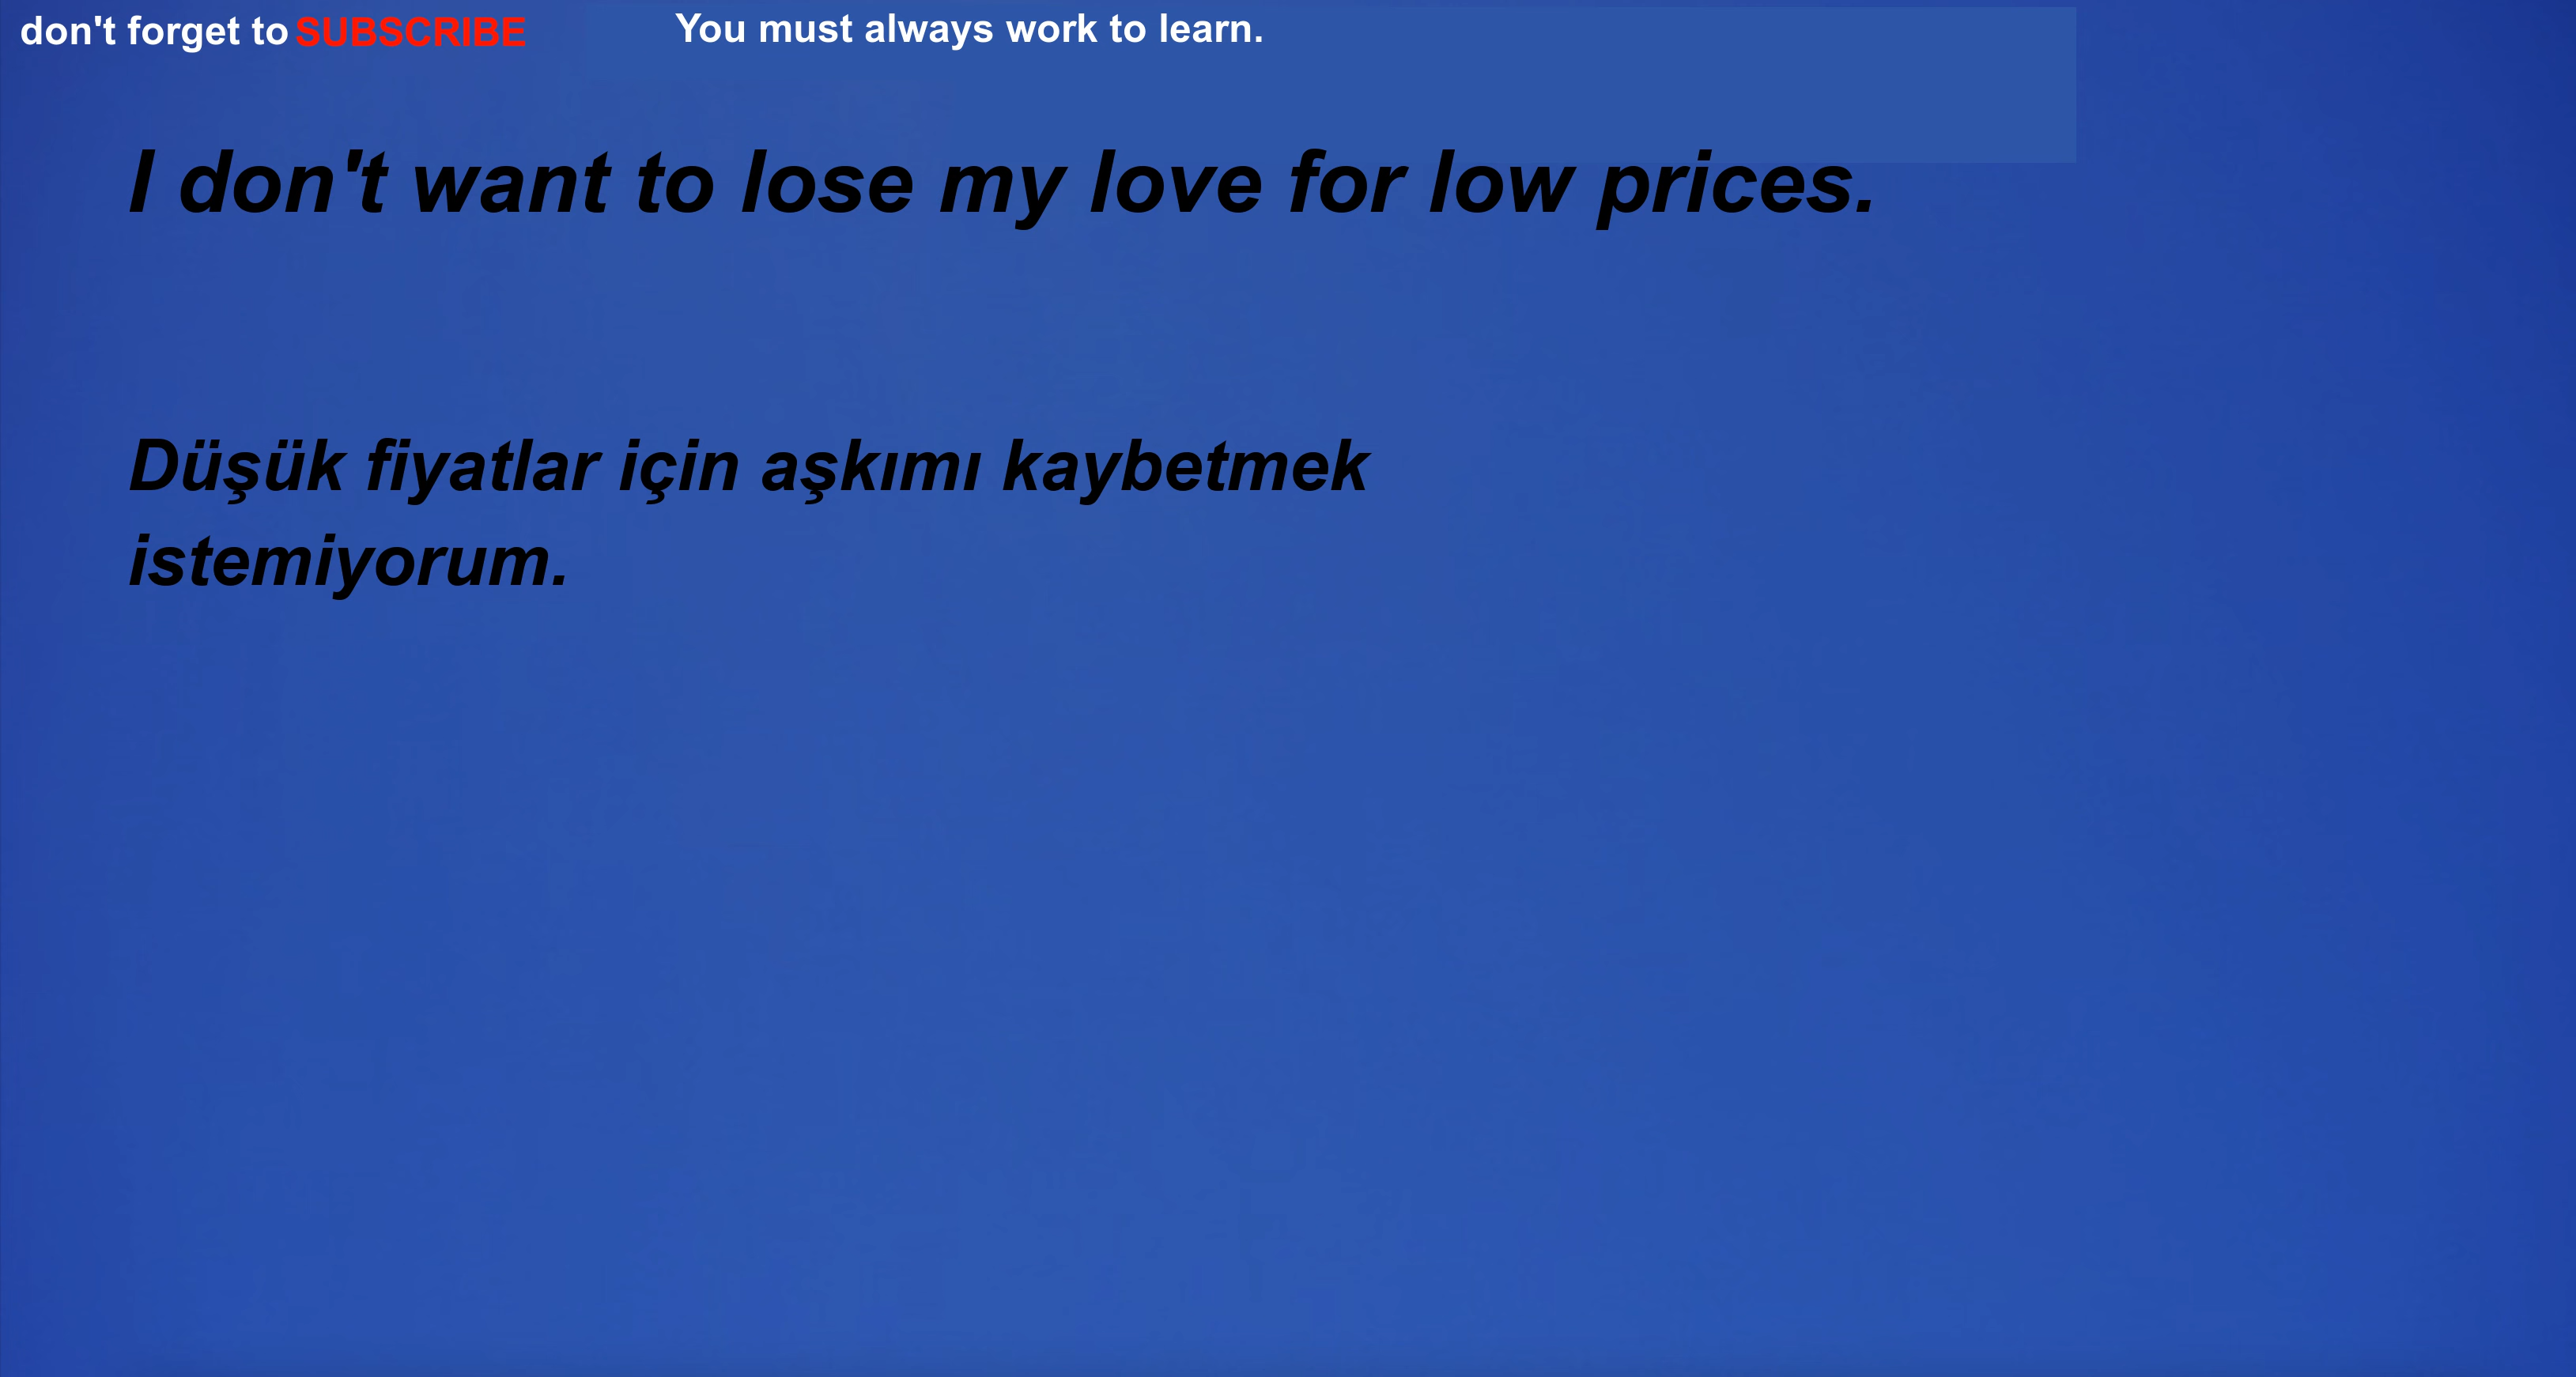 don't forget to SUBSCRIBE
You must always work to learn.
I don't want to lose my love for low prices.
Düşük fiyatlar için aşkımı kaybetmek
istemiyorum.